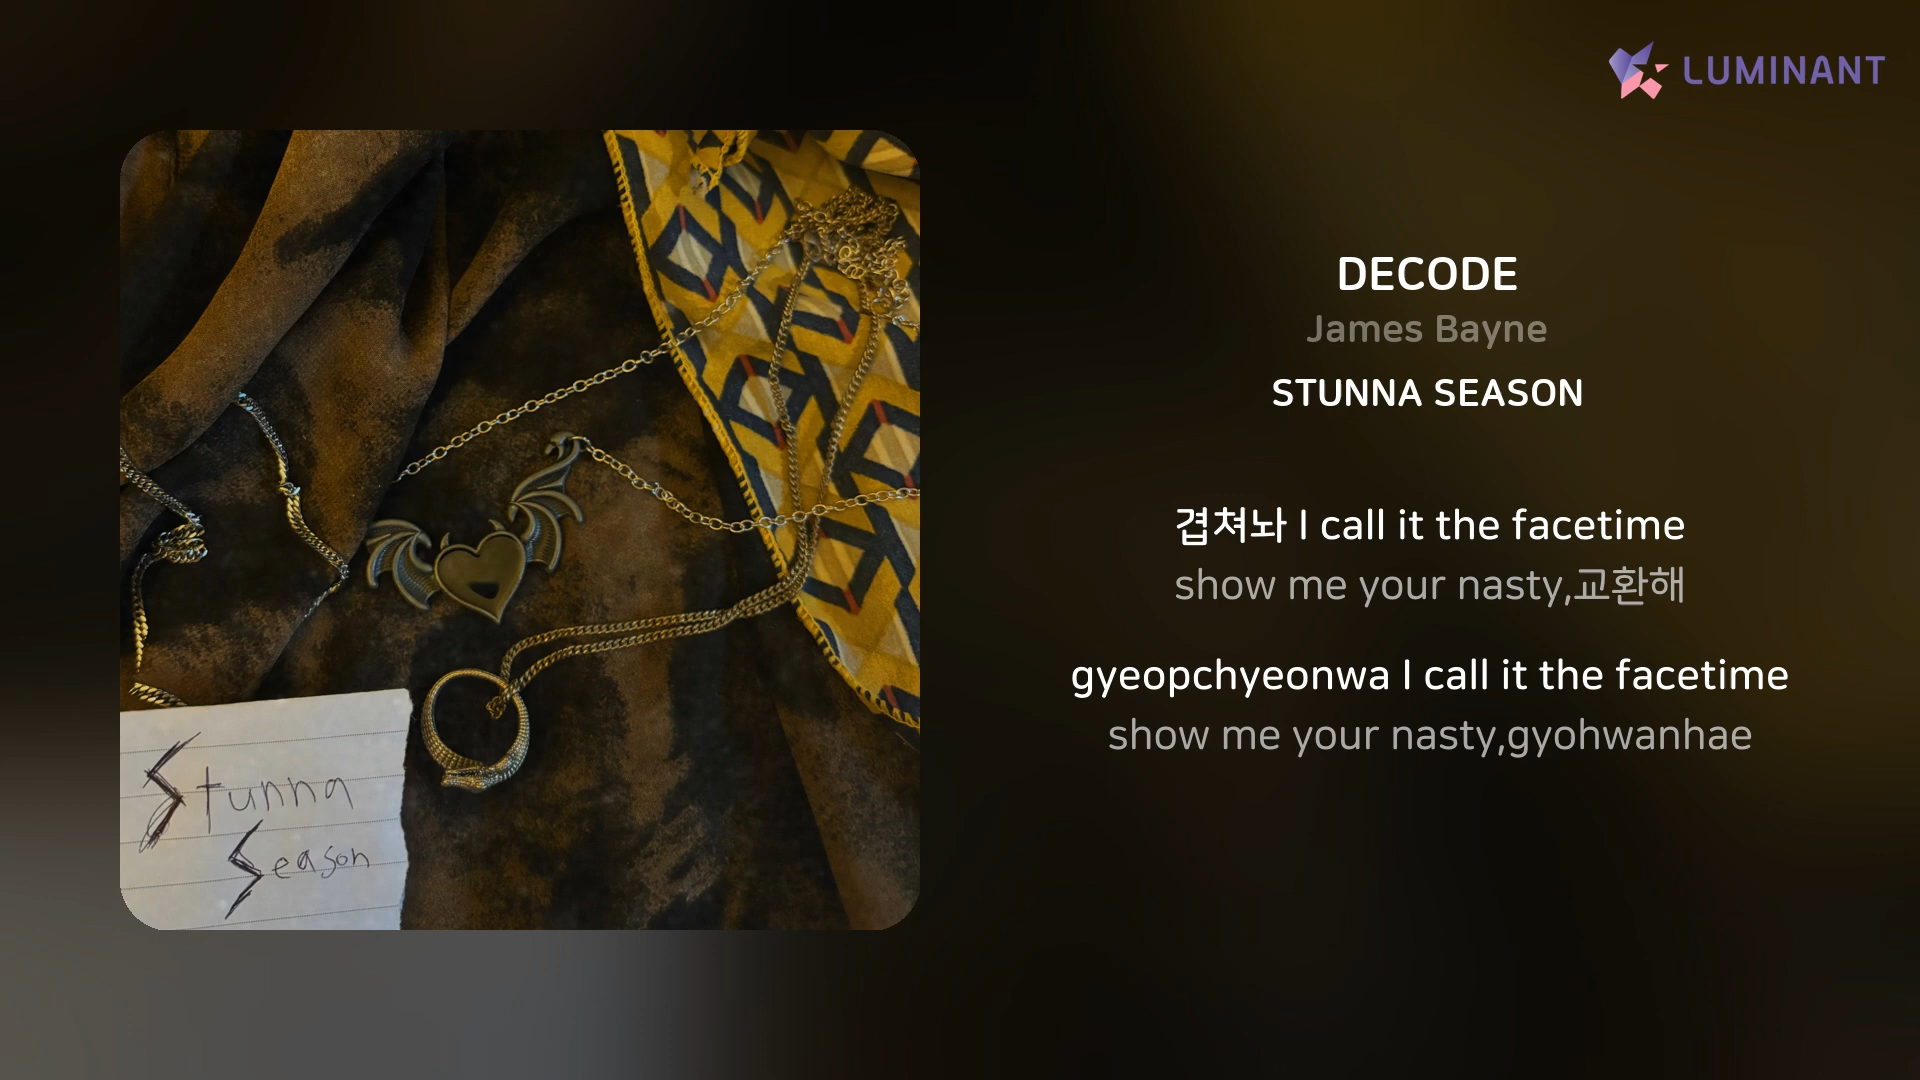 LUMINANT
DECODE
James Bayne
STUNNA SEASON
겹쳐놔 I call it the facetime
show me your nasty,교환해
gyeopchyeonwa I call it the facetime
show me your nasty,gyohwanhae
Stunna
Season